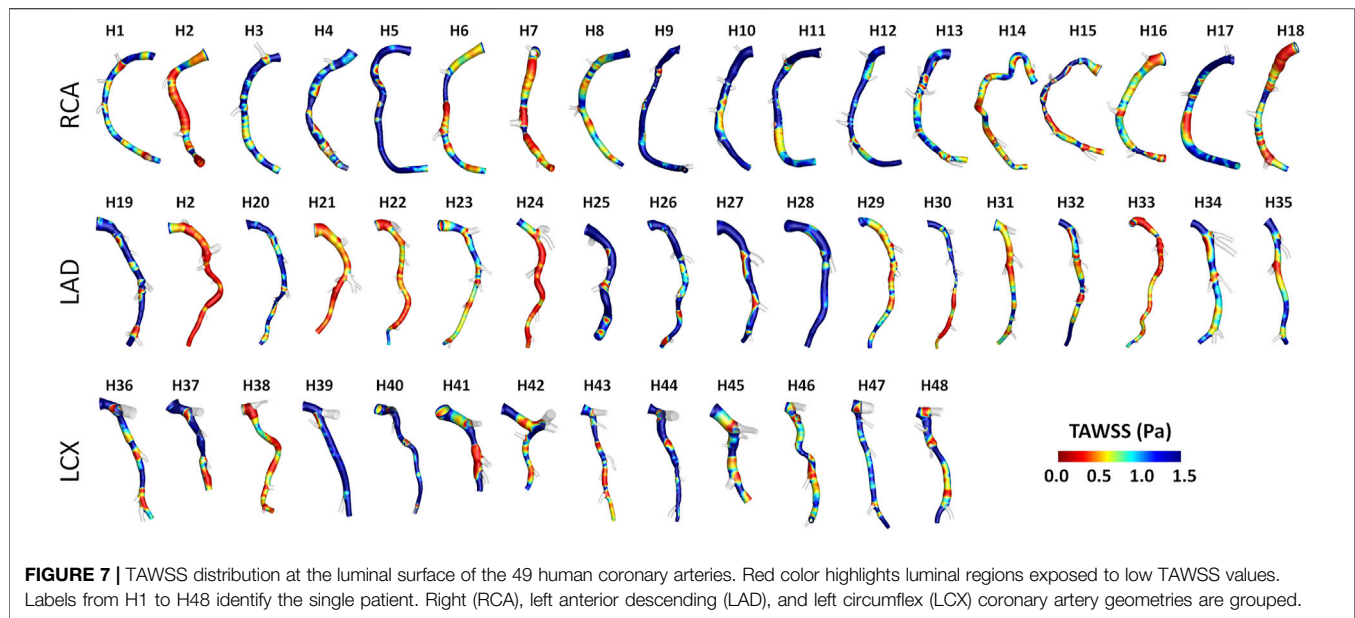 H1 H2 H3 H4 H5 H6 H7 H8 H9 H10 H11 H12 H13 H14 H15 H16 H17 H18
RCA
H19 H2 H20 H21 H22 H23 H24 H25 H26 H27 H28 H29 H30 H31 H32 H33 H34 H35
LAD
H36 H37 H38 H39 H40 H41 H42 H43 H44 H45 H46 H47 H48
LCX
TAWSS (Pa)
0.0 0.5 1.0 1.5
FIGURE 7 | TAWSS distribution at the luminal surface of the 49 human coronary arteries. Red color highlights luminal regions exposed to low TAWSS values.
Labels from H1 to H48 identify the single patient. Right (RCA), left anterior descending (LAD), and left circumflex (LCX) coronary artery geometries are grouped.